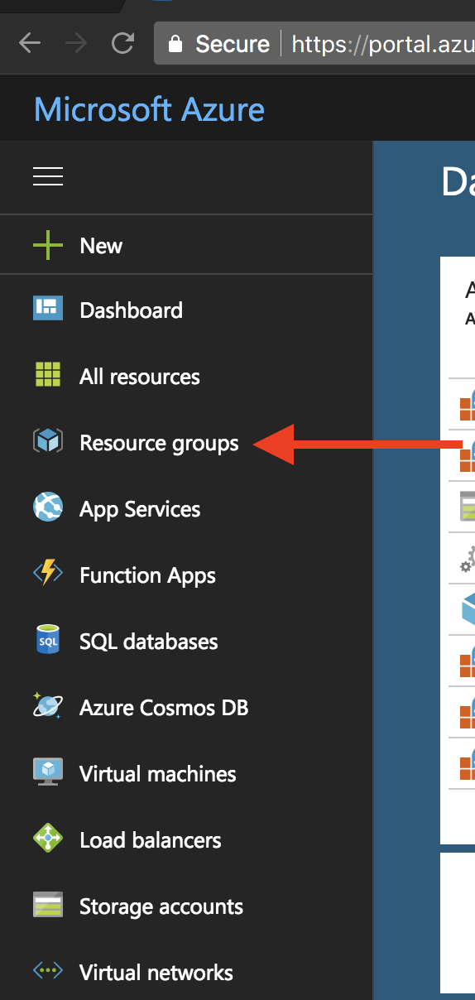 Secure https://portal.azu
Microsoft Azure
Da
New
A
Dashboard
A
All resources
Resource groups
App Services
Function Apps
SQL SQL databases
Azure Cosmos DB
Virtual machines
Load balancers
Storage accounts
Virtual networks